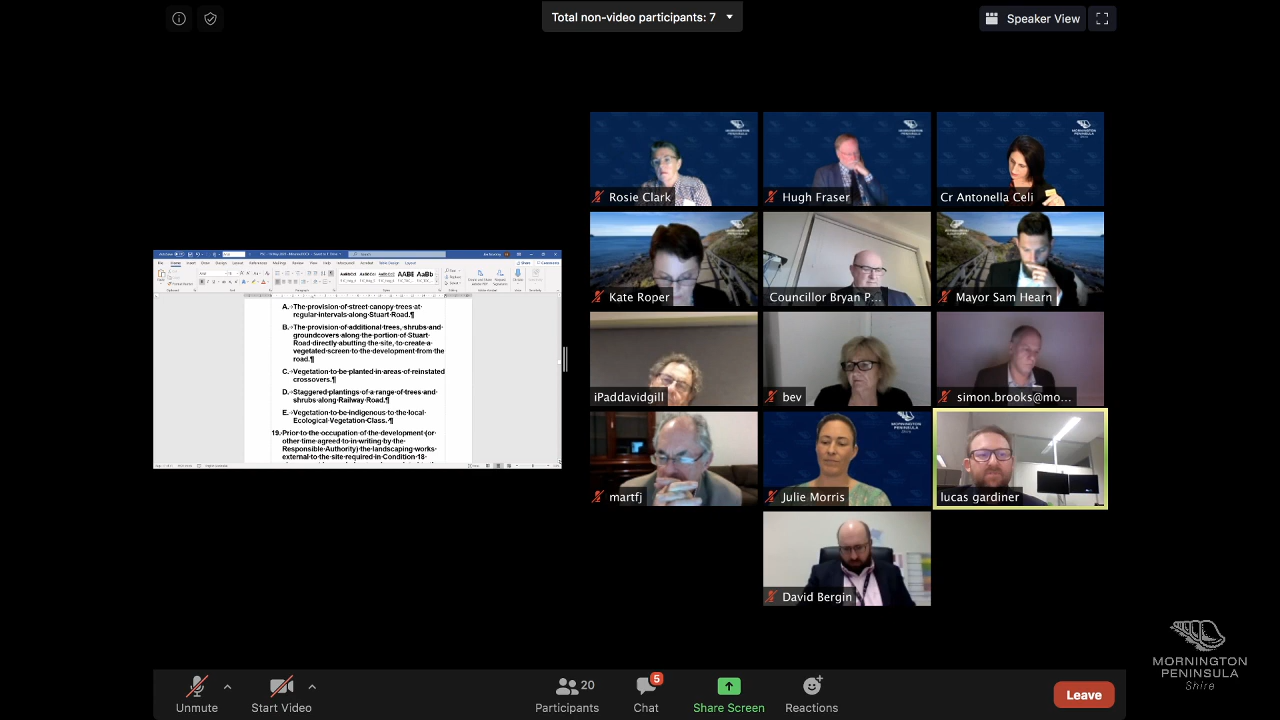 Total non-video participants: 7
Speaker View
A. The provision of street canopy trees at
regular intervals along Stuart Road.¶
B. The provision of additional trees, shrubs and
groundcovers along the portion of Stuart
Road directly abutting the site, to create a
vegetated screen to the development from the
road.¶
C. Vegetation to be planted in areas of reinstated
crossovers.¶
D. Staggered plantings of a range of trees and
shrubs along Railway Road.¶
E. Vegetation to be indigenous to the local
Ecological Vegetation Class.¶
19. Prior to the occupation of the development (or
other time agreed to in writing by the
Responsible Authority) the landscaping works
external to the site required in Condition 18
MORNINGTON
PENINSULA
Shire
Rosie Clark
Hugh Fraser
Cr Antonella Celi
Kate Roper
Councillor Bryan P...
Mayor Sam Hearn
iPaddavidgill
bev
simon.brooks@mo...
martfj
Julie Morris
lucas gardiner
David Bergin
MORNINGTON
PENINSULA
Shire
Unmute
Start Video
20
Participants
5
Chat
Share Screen
Reactions
Leave